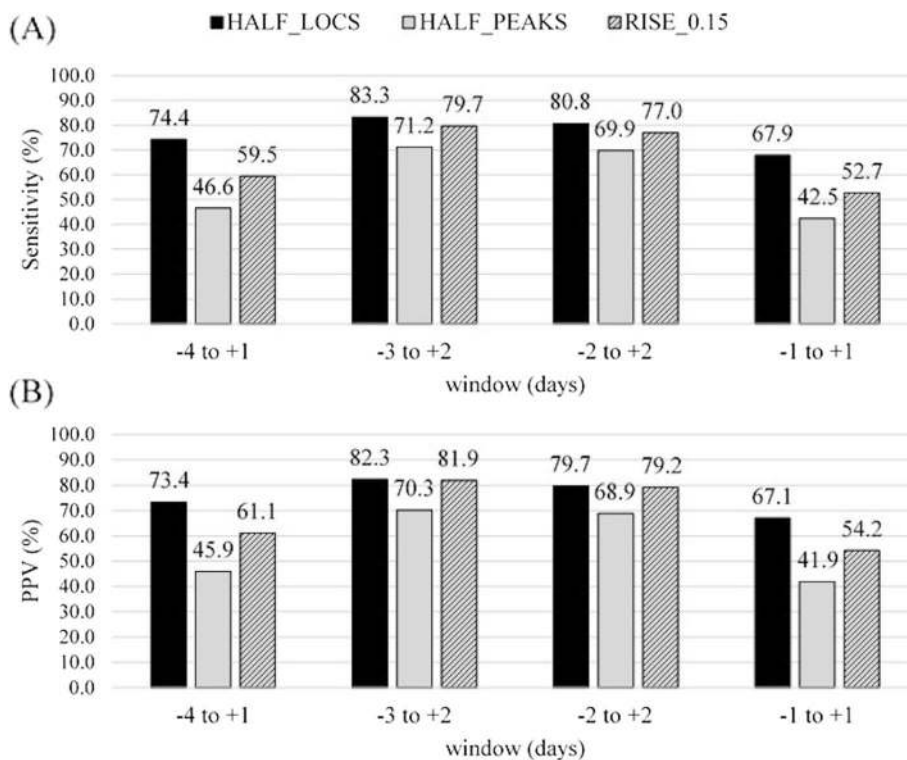 (A)
HALF_LOCS HALF_PEAKS RISE_0.15
Sensitivity (%)
100.0
90.0
80.0
70.0
60.0
50.0
40.0
30.0
20.0
10.0
0.0
74.4 46.6 59.5
83.3 71.2 79.7
80.8 69.9 77.0
67.9 42.5 52.7
-4 to +1 -3 to +2 -2 to +2 -1 to +1
window (days)
(B)
PPV (%)
100.0
90.0
80.0
70.0
60.0
50.0
40.0
30.0
20.0
10.0
0.0
73.4 45.9 61.1
82.3 70.3 81.9
79.7 68.9 79.2
67.1 41.9 54.2
-4 to +1 -3 to +2 -2 to +2 -1 to +1
window (days)